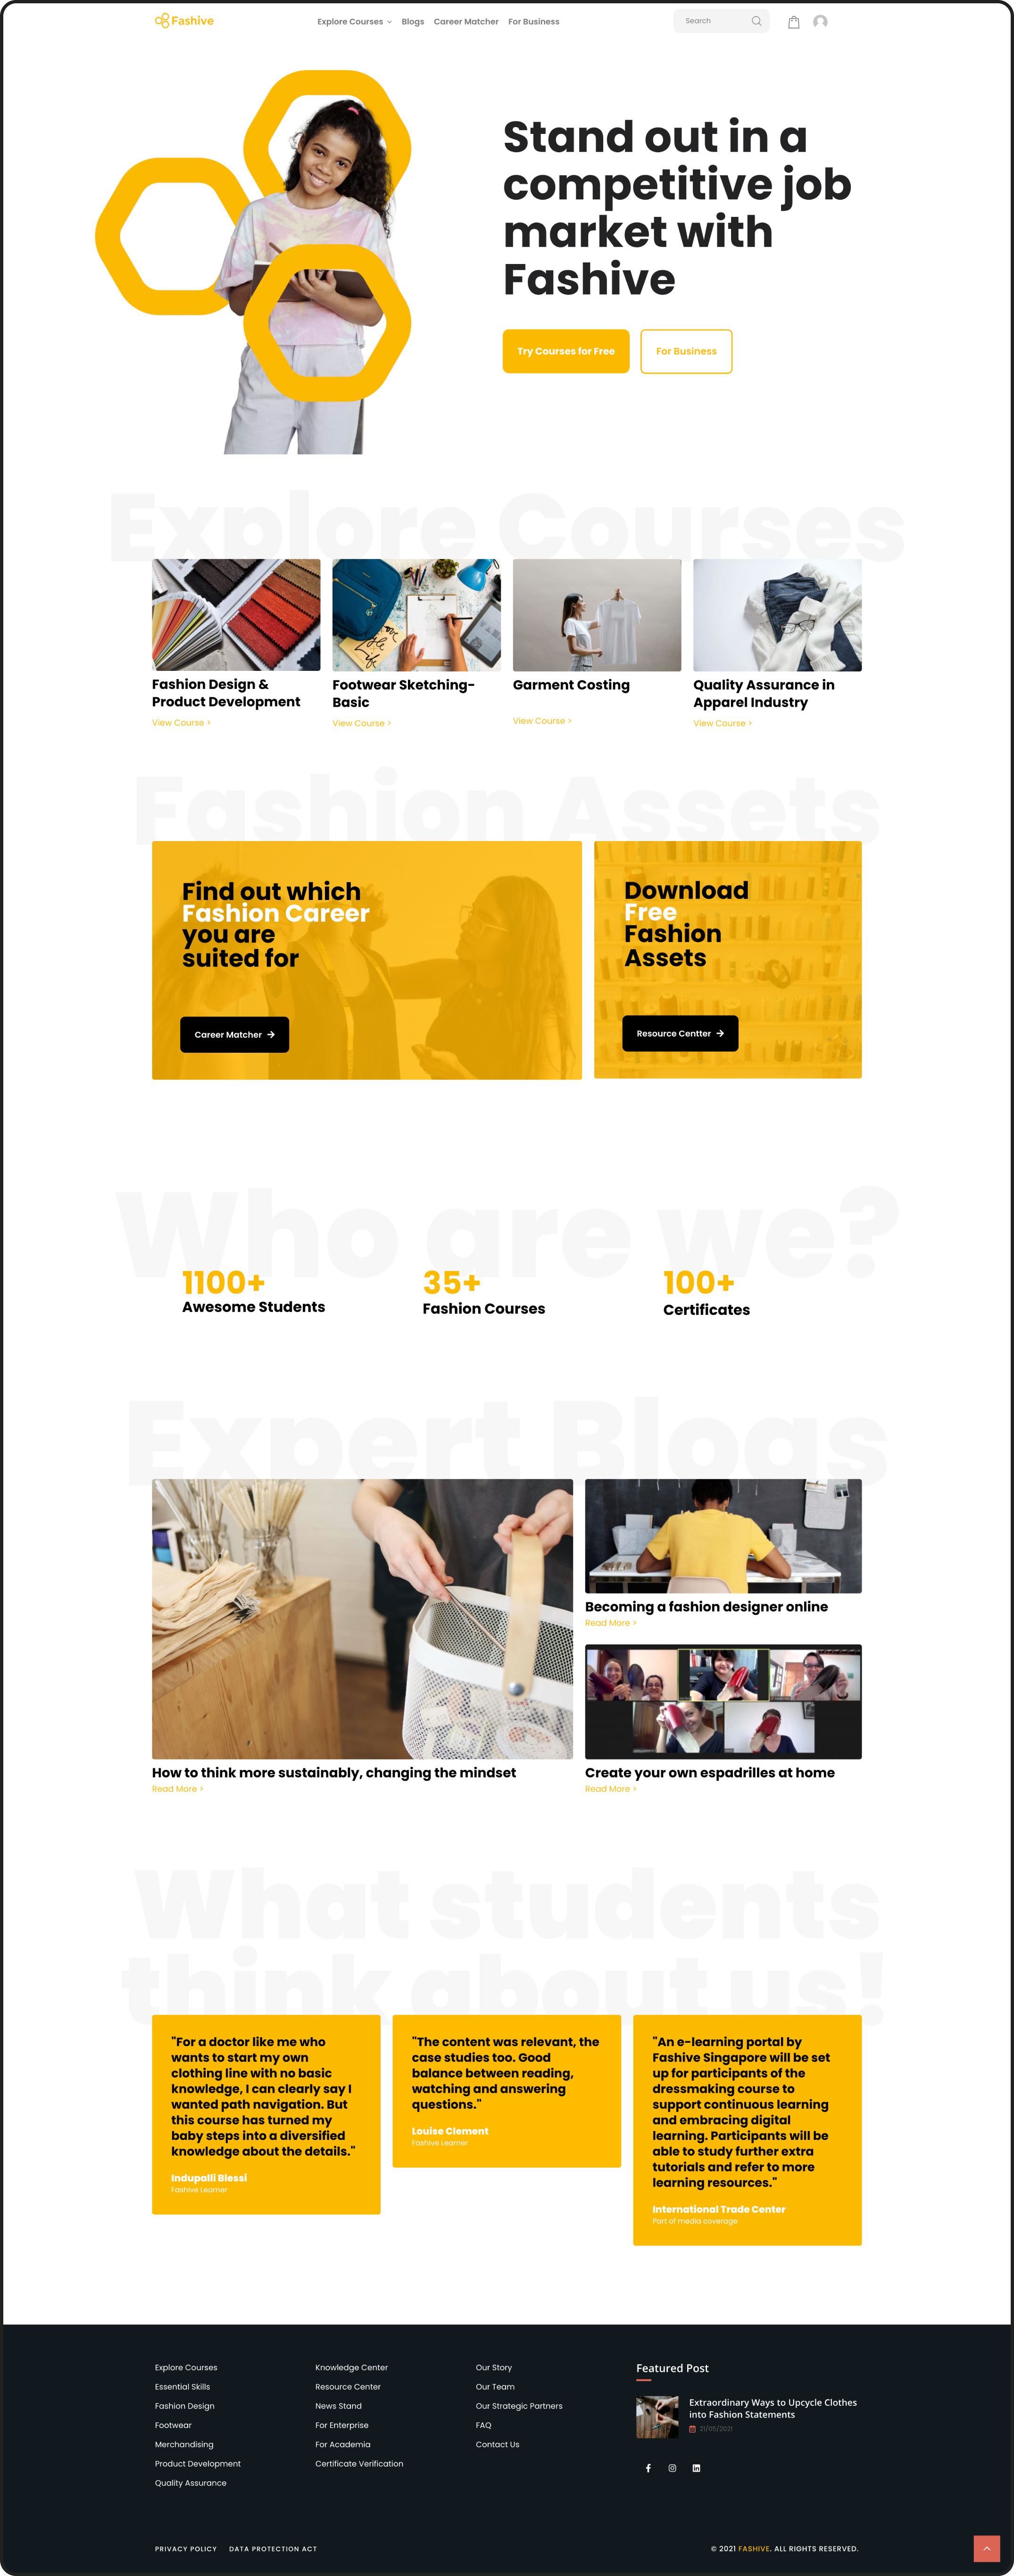 Fashive
Explore Courses
Blogs
Career Matcher
For Business
Search
Stand out in a
competitive job
market with
Fashive
Try Courses for Free
For Business
Explore Courses
Fashion Design &
Product Development
View Course >
Footwear Sketching-
Basic
View Course >
Garment Costing
View Course >
Quality Assurance in
Apparel Industry
View Course >
Fashion Assets
Find out which
Fashion Career
you are
suited for
Career Matcher
Download
Free
Fashion
Assets
Resource Centter
Who are we?
1100+
Awesome Students
35+
Fashion Courses
100+
Certificates
Expert Blogs
How to think more sustainably, changing the mindset
Read More >
Becoming a fashion designer online
Read More >
Create your own espadrilles at home
Read More >
What students
think about us!
"For a doctor like me who
wants to start my own
clothing line with no basic
knowledge, I can clearly say I
wanted path navigation. But
this course has turned my
baby steps into a diversified
knowledge about the details."
Indupalli Blessi
Fashive Learner
"The content was relevant, the
case studies too. Good
balance between reading,
watching and answering
questions."
Louise Clement
Fashive Learner
"An e-learning portal by
Fashive Singapore will be set
up for participants of the
dressmaking course to
support continuous learning
and embracing digital
learning. Participants will be
able to study further extra
tutorials and refer to more
learning resources."
International Trade Center
Part of media coverage
Explore Courses
Essential Skills
Fashion Design
Footwear
Merchandising
Product Development
Quality Assurance
Knowledge Center
Resource Center
News Stand
For Enterprise
For Academia
Certificate Verification
Our Story
Our Team
Our Strategic Partners
FAQ
Contact Us
Featured Post
Extraordinary Ways to Upcycle Clothes
into Fashion Statements
21/05/2021
PRIVACY POLICY
DATA PROTECTION ACT
© 2021 FASHIVE. ALL RIGHTS RESERVED.